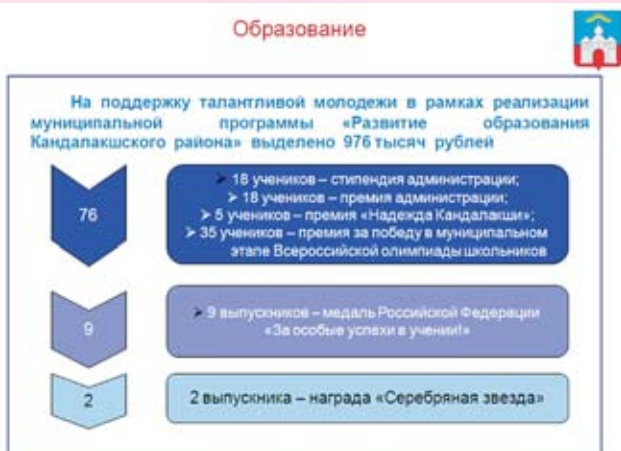 Образование
На поддержку талантливой молодежи в рамках реализации
муниципальной программы «Развитие образования
Кандалакшского района» выделено 976 тысяч рублей
76
➤ 18 учеников – стипендия администрации;
➤ 18 учеников – премия администрации;
➤ 5 учеников – премия «Надежда Кандалакши»;
➤ 35 учеников – премия за победу в муниципальном
этапе Всероссийской олимпиады школьников
9
➤ 9 выпускников – медаль Российской Федерации
«За особые успехи в учении!»
2
2 выпускника – награда «Серебряная звезда»